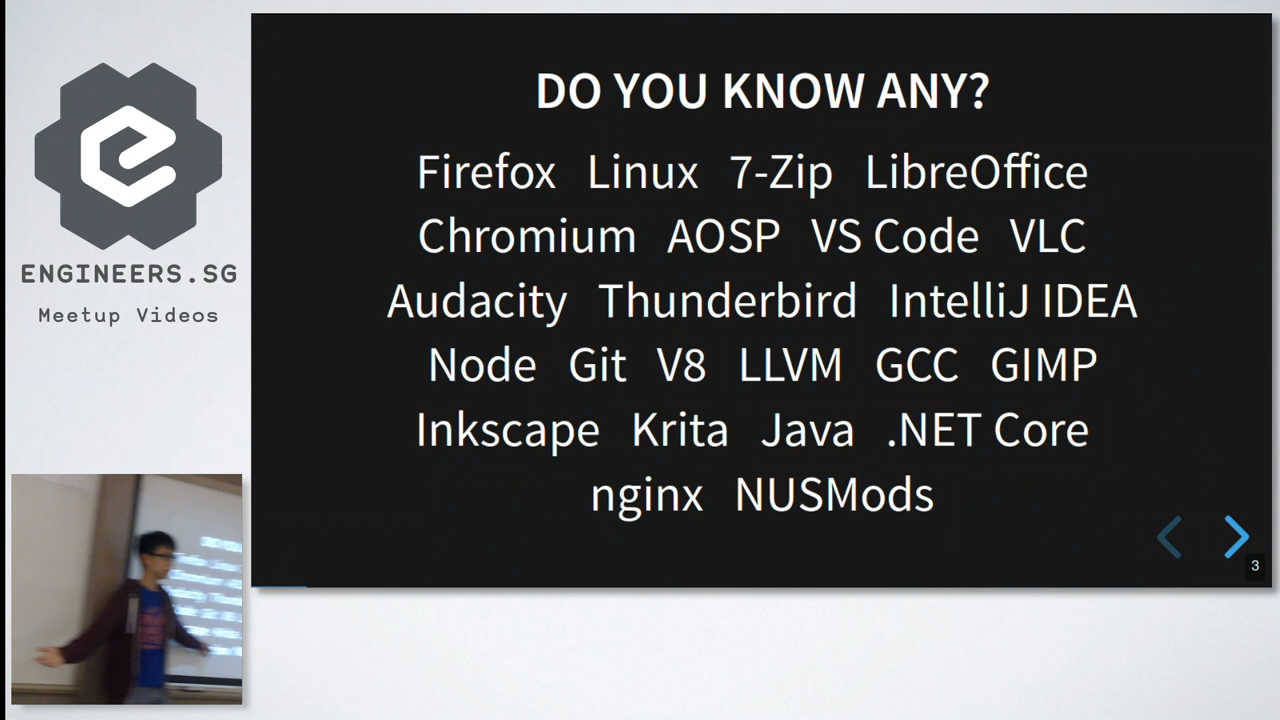 ENGINEERS.SG
Meetup Videos
DO YOU KNOW ANY?
Firefox Linux 7-Zip LibreOffice
Chromium AOSP VS Code VLC
Audacity Thunderbird IntelliJ IDEA
Node Git V8 LLVM GCC GIMP
Inkscape Krita Java .NET Core
nginx NUSMods
3